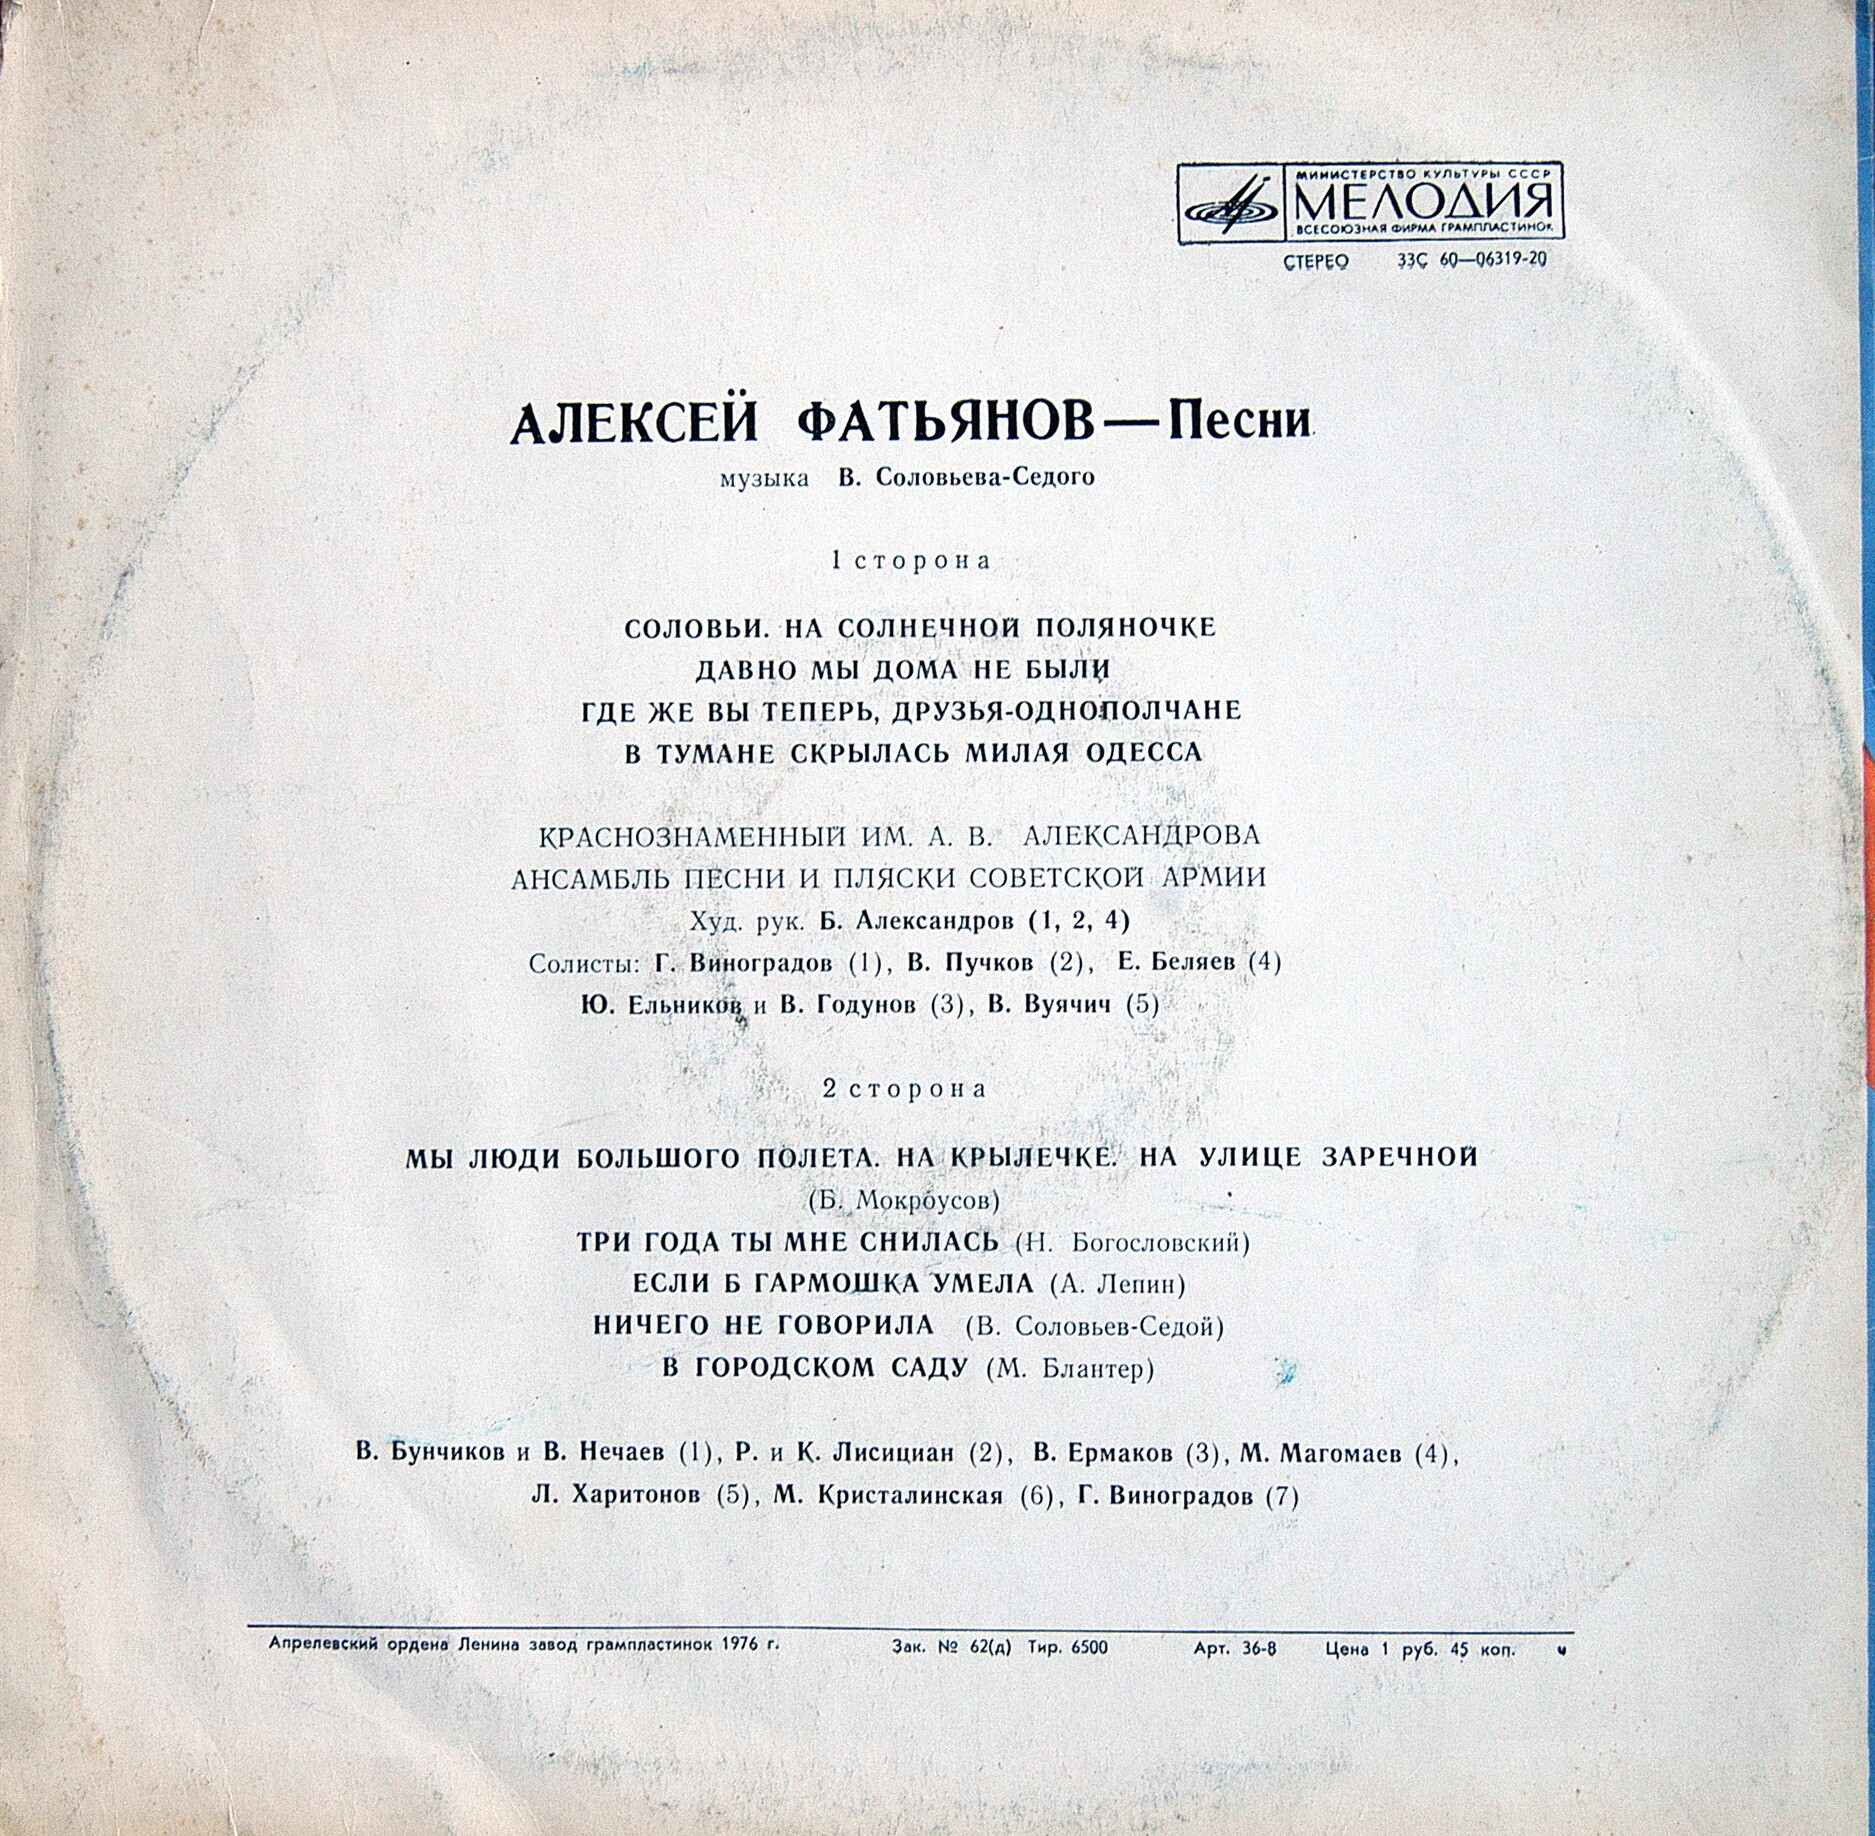 МИНИСТЕРСТВО КУЛЬТУРЫ СССР
МЕЛОДИЯ
ВСЕСОЮЗНАЯ ФИРМА ГРАМПЛАСТИНОК
СТЕРЕО 33С 60—06319-20
АЛЕКСЕЙ ФАТЬЯНОВ — Песни
музыка В. Соловьева-Седого
1 сторона
СОЛОВЬИ. НА СОЛНЕЧНОЙ ПОЛЯНОЧКЕ
ДАВНО МЫ ДОМА НЕ БЫЛИ
ГДЕ ЖЕ ВЫ ТЕПЕРЬ, ДРУЗЬЯ-ОДНОПОЛЧАНЕ
В ТУМАНЕ СКРЫЛАСЬ МИЛАЯ ОДЕССА
КРАСНОЗНАМЕННЫЙ ИМ. А. В. АЛЕКСАНДРОВА
АНСАМБЛЬ ПЕСНИ И ПЛЯСКИ СОВЕТСКОЙ АРМИИ
Худ. рук. Б. Александров (1, 2, 4)
Солисты: Г. Виноградов (1), В. Пучков (2), Е. Беляев (4)
Ю. Ельников и В. Годунов (3), В. Вуячич (5)
2 сторона
МЫ ЛЮДИ БОЛЬШОГО ПОЛЕТА. НА КРЫЛЕЧКЕ. НА УЛИЦЕ ЗАРЕЧНОЙ
(Б. Мокроусов)
ТРИ ГОДА ТЫ МНЕ СНИЛАСЬ (Н. Богословский)
ЕСЛИ Б ГАРМОШКА УМЕЛА (А. Лепин)
НИЧЕГО НЕ ГОВОРИЛА (В. Соловьев-Седой)
В ГОРОДСКОМ САДУ (М. Блантер)
В. Бунчиков и В. Нечаев (1), Р. и К. Лисициан (2), В. Ермаков (3), М. Магомаев (4),
Л. Харитонов (5), М. Кристалинская (6), Г. Виноградов (7)
Апрелевский ордена Ленина завод грампластинок 1976 г. Зак. № 62(д) Тир. 6500 Арт. 36-8 Цена 1 руб. 45 коп. ч